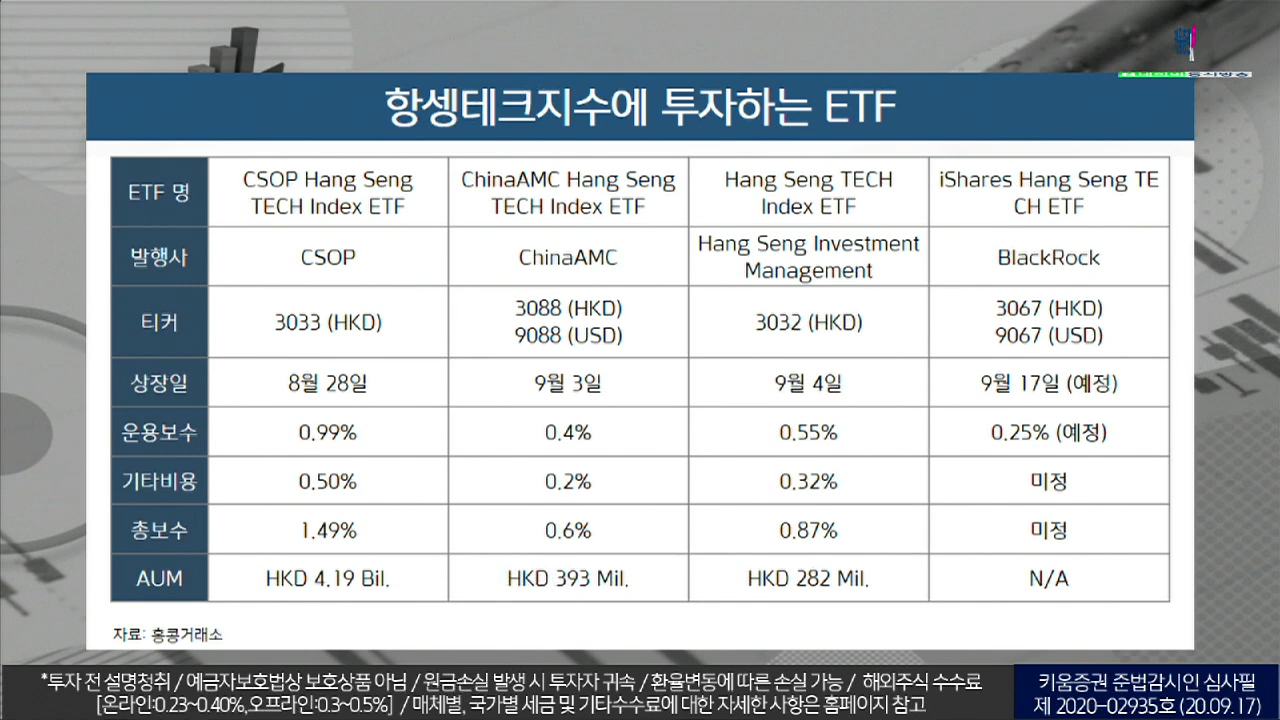 항셍테크지수에 투자하는 ETF
ETF 명
CSOP Hang Seng
TECH Index ETF
ChinaAMC Hang Seng
TECH Index ETF
Hang Seng TECH
Index ETF
iShares Hang Seng TE
CH ETF
발행사
CSOP
ChinaAMC
Hang Seng Investment
Management
BlackRock
티커
3033 (HKD)
3088 (HKD)
9088 (USD)
3032 (HKD)
3067 (HKD)
9067 (USD)
상장일
8월 28일
9월 3일
9월 4일
9월 17일 (예정)
운용보수
0.99%
0.4%
0.55%
0.25% (예정)
기타비용
0.50%
0.2%
0.32%
미정
총보수
1.49%
0.6%
0.87%
미정
AUM
HKD 4.19 Bil.
HKD 393 Mil.
HKD 282 Mil.
N/A
자료: 홍콩거래소
*투자 전 설명청취 / 예금자보호법상 보호상품 아님 / 원금손실 발생 시 투자자 귀속 / 환율변동에 따른 손실 가능 / 해외주식 수수료
[온라인:0.23~0.40%,오프라인:0.3~0.5%] / 매체별, 국가별 세금 및 기타수수료에 대한 자세한 사항은 홈페이지 참고
키움증권 준법감시인 심사필
제 2020-02935호 (20.09.17)